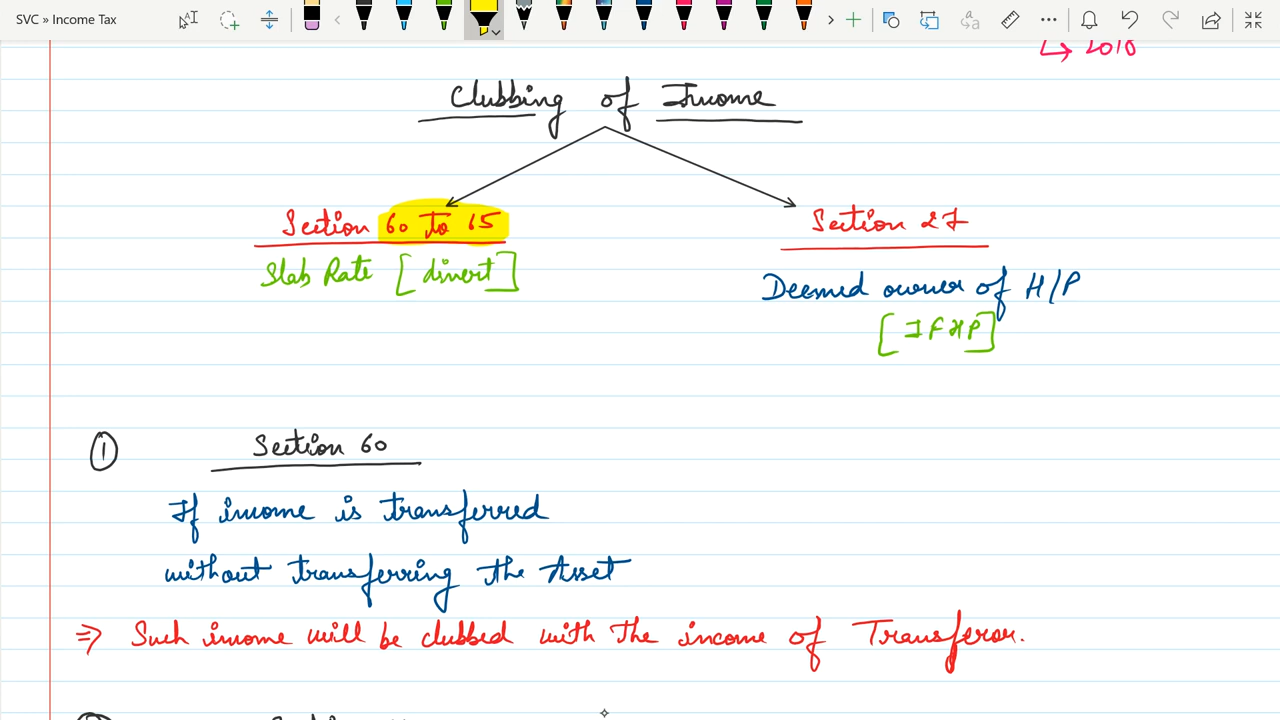 SVC » Income Tax
↳ 2018
Clubbing of Income
Section 60 To 65
Section 27
Slab Rate [divert]
Deemed owner of H/P
[IFHP]
① Section 60
If income is transferred
without transferring the Asset
⇒ Such income will be clubbed with the income of Transferor.